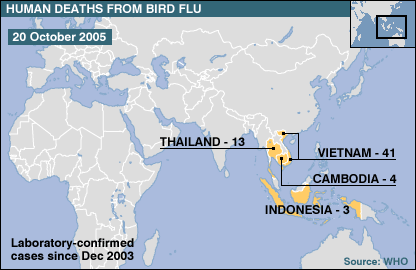 HUMAN DEATHS FROM BIRD FLU
20 October 2005
THAILAND - 13
VIETNAM - 41
CAMBODIA - 4
INDONESIA - 3
Laboratory-confirmed
cases since Dec 2003
Source: WHO